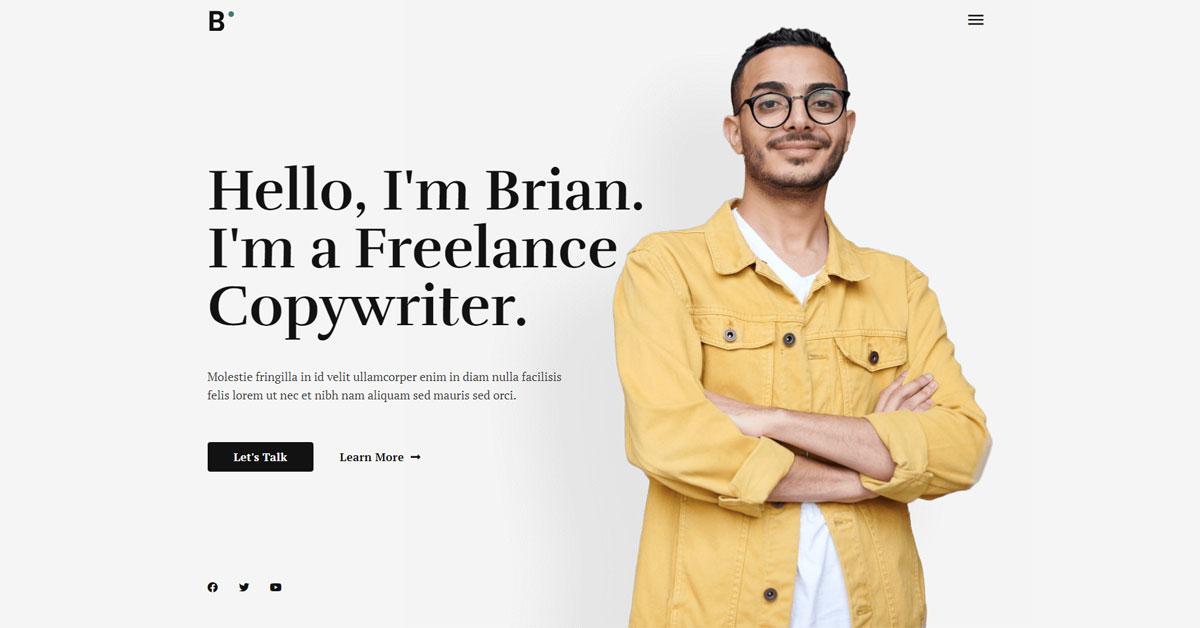 B
Hello, I'm Brian.
I'm a Freelance
Copywriter.
Molestie fringilla in id velit ullamcorper enim in diam nulla facilisis
felis lorem ut nec et nibh nam aliquam sed mauris sed orci.
Let's Talk
Learn More →